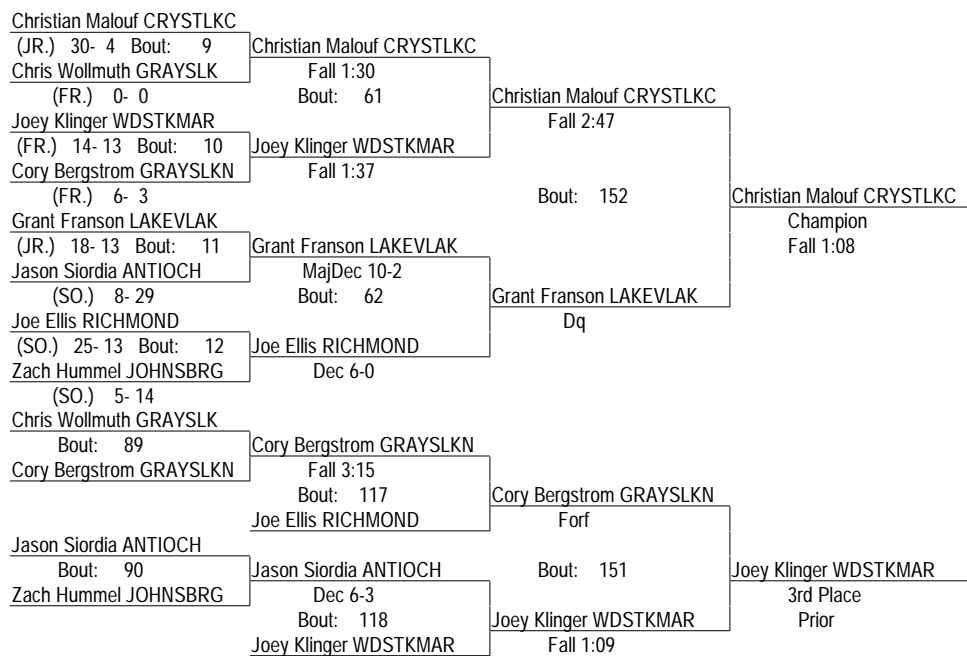 Christian Malouf CRYSTLKC
(JR.) 30- 4 Bout: 9 Christian Malouf CRYSTLKC
Chris Wollmuth GRAYSLK Fall 1:30
(FR.) 0- 0 Bout: 61 Christian Malouf CRYSTLKC
Joey Klinger WDSTKMAR Fall 2:47
(FR.) 14- 13 Bout: 10 Joey Klinger WDSTKMAR
Cory Bergstrom GRAYSLKN Fall 1:37
(FR.) 6- 3 Bout: 152 Christian Malouf CRYSTLKC
Grant Franson LAKEVLAK Champion
(JR.) 18- 13 Bout: 11 Grant Franson LAKEVLAK Fall 1:08
Jason Siordia ANTIOCH MajDec 10-2
(SO.) 8- 29 Bout: 62 Grant Franson LAKEVLAK
Joe Ellis RICHMOND Dq
(SO.) 25- 13 Bout: 12 Joe Ellis RICHMOND
Zach Hummel JOHNSBRG Dec 6-0
(SO.) 5- 14
Chris Wollmuth GRAYSLK
Bout: 89 Cory Bergstrom GRAYSLKN
Cory Bergstrom GRAYSLKN Fall 3:15
Bout: 117 Cory Bergstrom GRAYSLKN
Joe Ellis RICHMOND Forf
Jason Siordia ANTIOCH
Bout: 90 Jason Siordia ANTIOCH Bout: 151 Joey Klinger WDSTKMAR
Zach Hummel JOHNSBRG Dec 6-3 3rd Place
Bout: 118 Joey Klinger WDSTKMAR Prior
Joey Klinger WDSTKMAR Fall 1:09